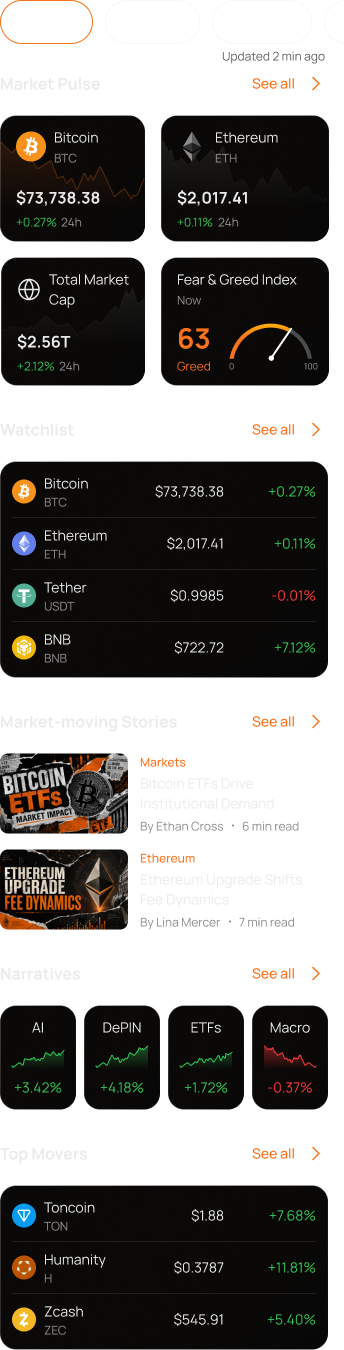 Updated 2 min ago
Market Pulse
See all
Bitcoin
BTC
$73,738.38
+0.27% 24h
Ethereum
ETH
$2,017.41
+0.11% 24h
Total Market
Cap
$2.56T
+2.12% 24h
Fear & Greed Index
Now
63
Greed
0
100
Watchlist
See all
Bitcoin
BTC
$73,738.38
+0.27%
Ethereum
ETH
$2,017.41
+0.11%
Tether
USDT
$0.9985
-0.01%
BNB
BNB
$722.72
+7.12%
Market-moving Stories
See all
BITCOIN
ETFs
MARKET IMPACT
Markets
Bitcoin ETFs Drive
Institutional Demand
By Ethan Cross · 6 min read
ETHEREUM
UPGRADE
FEE DYNAMICS
Ethereum
Ethereum Upgrade Shifts
Fee Dynamics
By Lina Mercer · 7 min read
Narratives
See all
AI
+3.42%
DePIN
+4.18%
ETFs
+1.72%
Macro
-0.37%
Top Movers
See all
Toncoin
TON
$1.88
+7.68%
Humanity
H
$0.3787
+11.81%
Zcash
ZEC
$545.91
+5.40%